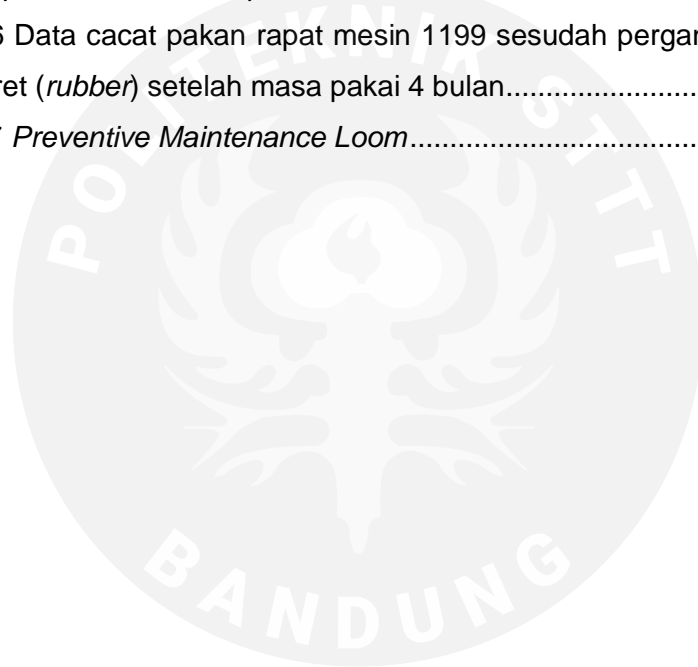 6 Data cacat pakan rapat mesin 1199 sesudah pergan
ret (rubber) setelah masa pakai 4 bulan.......................
Preventive Maintenance Loom....................................
POLITEKNIK STTT
BANDUNG